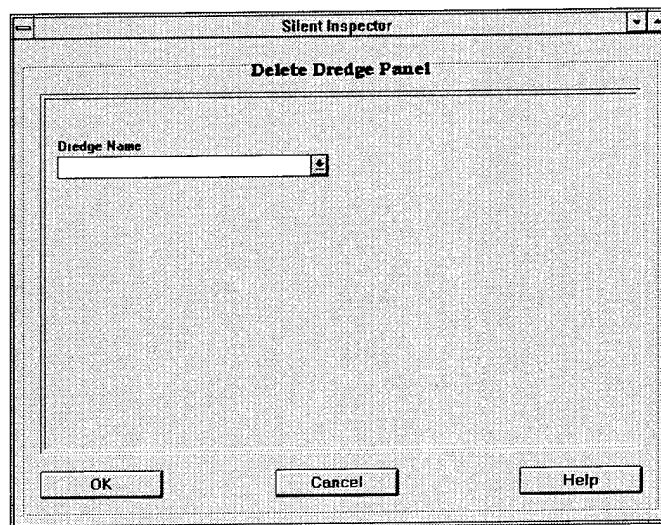 Silent Inspector
Delete Dredge Panel
Dredge Name
OK
Cancel
Help